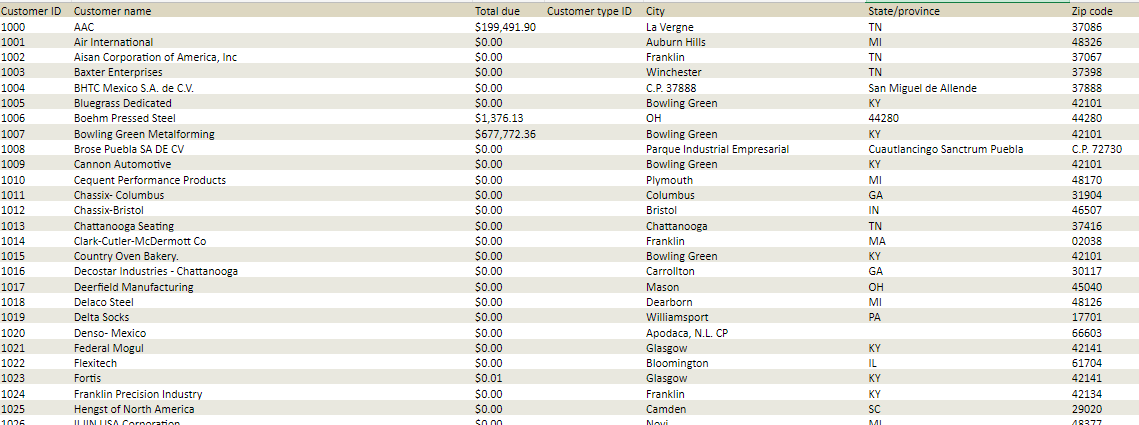 Customer ID Customer name Total due Customer type ID City State/province Zip code
1000 AAC $199,491.90 La Vergne TN 37086
1001 Air International $0.00 Auburn Hills MI 48326
1002 Aisan Corporation of America, Inc $0.00 Franklin TN 37067
1003 Baxter Enterprises $0.00 Winchester TN 37398
1004 BHTC Mexico S.A. de C.V. $0.00 C.P. 37888 San Miguel de Allende 37888
1005 Bluegrass Dedicated $0.00 Bowling Green KY 42101
1006 Boehm Pressed Steel $1,376.13 OH 44280 44280
1007 Bowling Green Metalforming $677,772.36 Bowling Green KY 42101
1008 Brose Puebla SA DE CV $0.00 Parque Industrial Empresarial Cuautlancingo Sanctrum Puebla C.P. 72730
1009 Cannon Automotive $0.00 Bowling Green KY 42101
1010 Cequent Performance Products $0.00 Plymouth MI 48170
1011 Chassix- Columbus $0.00 Columbus GA 31904
1012 Chassix-Bristol $0.00 Bristol IN 46507
1013 Chattanooga Seating $0.00 Chattanooga TN 37416
1014 Clark-Cutler-McDermott Co $0.00 Franklin MA 02038
1015 Country Oven Bakery. $0.00 Bowling Green KY 42101
1016 Decostar Industries - Chattanooga $0.00 Carrollton GA 30117
1017 Deerfield Manufacturing $0.00 Mason OH 45040
1018 Delaco Steel $0.00 Dearborn MI 48126
1019 Delta Socks $0.00 Williamsport PA 17701
1020 Denso- Mexico $0.00 Apodaca, N.L. CP 66603
1021 Federal Mogul $0.00 Glasgow KY 42141
1022 Flexitech $0.00 Bloomington IL 61704
1023 Fortis $0.01 Glasgow KY 42141
1024 Franklin Precision Industry $0.00 Franklin KY 42134
1025 Hengst of North America $0.00 Camden SC 29020
1026 ILJIN USA Corporation $0.00 Novi MI 48377